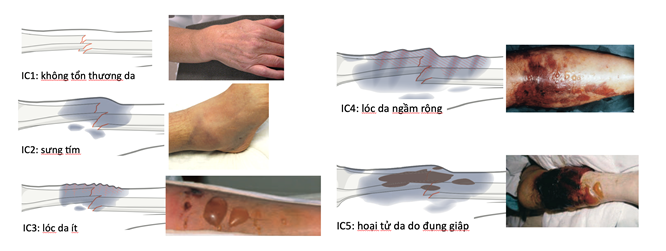 IC1: không tổn thương da
IC2: sưng tím
IC3: lóc da ít
IC4: lóc da ngầm rộng
IC5: hoại tử da do đụng giập